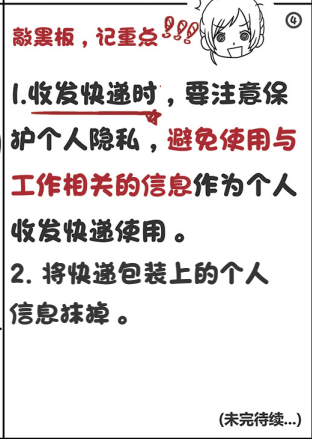 敲黑板，记重点!!!
④
1.收发快递时，要注意保
护个人隐私，避免使用与
工作相关的信息作为个人
收发快递使用。
2. 将快递包装上的个人
信息抹掉。
(未完待续...)